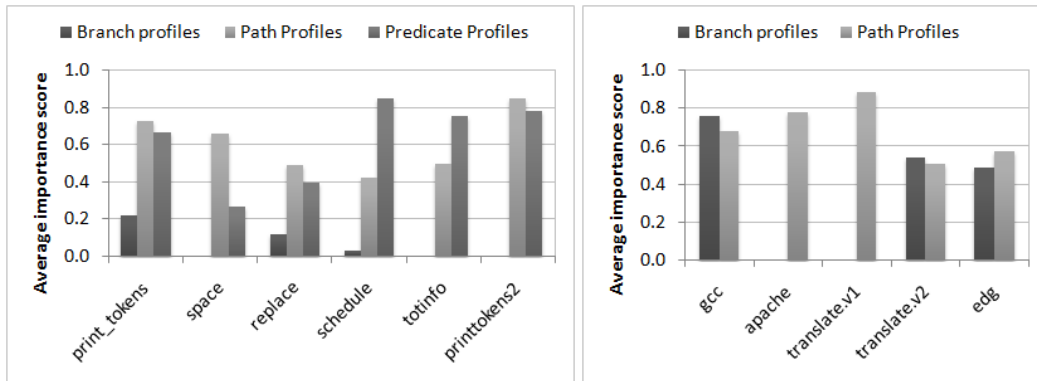 Branch profiles Path Profiles Predicate Profiles
Average importance score
1.0
0.8
0.6
0.4
0.2
0.0
print_tokens
space
replace
schedule
totinfo
printtokens2
Branch profiles Path Profiles
Average importance score
1.0
0.8
0.6
0.4
0.2
0.0
gcc
apache
translate.v1
translate.v2
edg